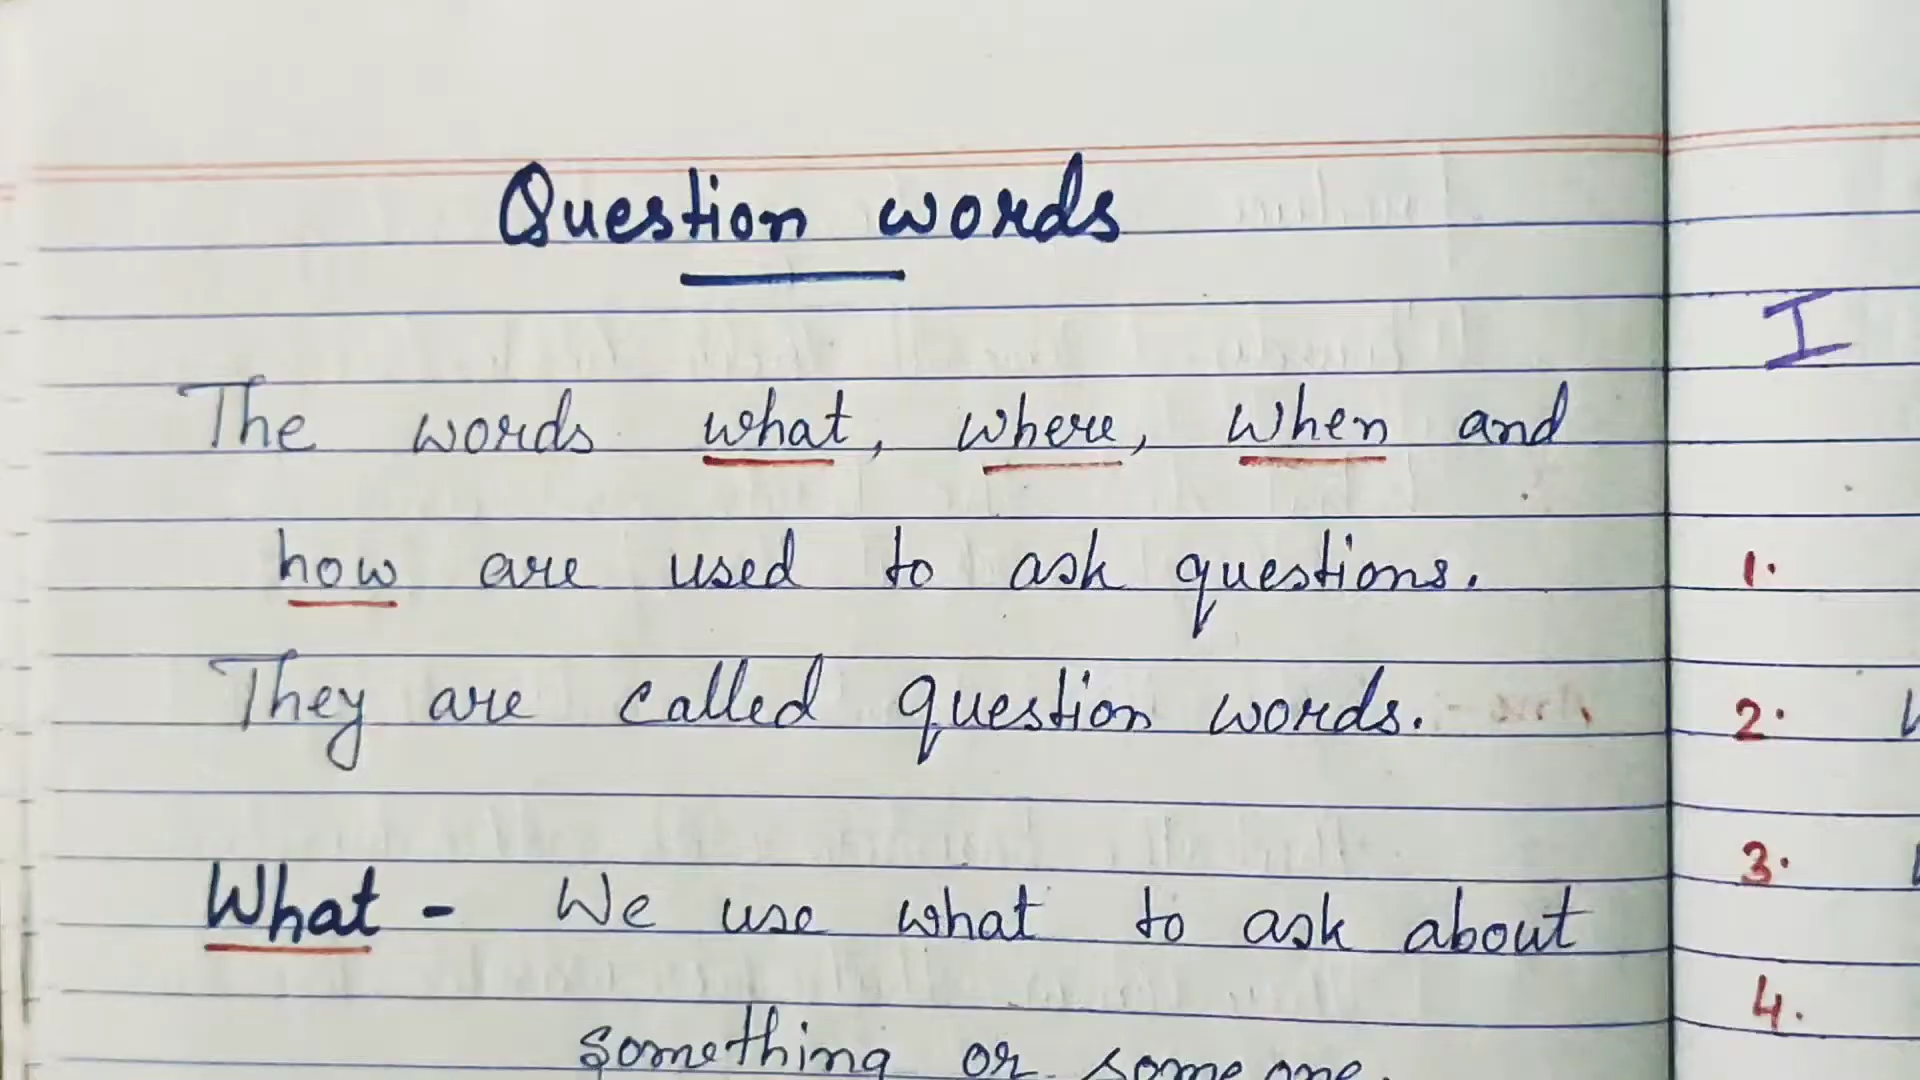 Question words
The words what, where, when and
how are used to ask questions.
They are called question words.
What - We use what to ask about
something or someone.
I
1.
2.
3.
4.